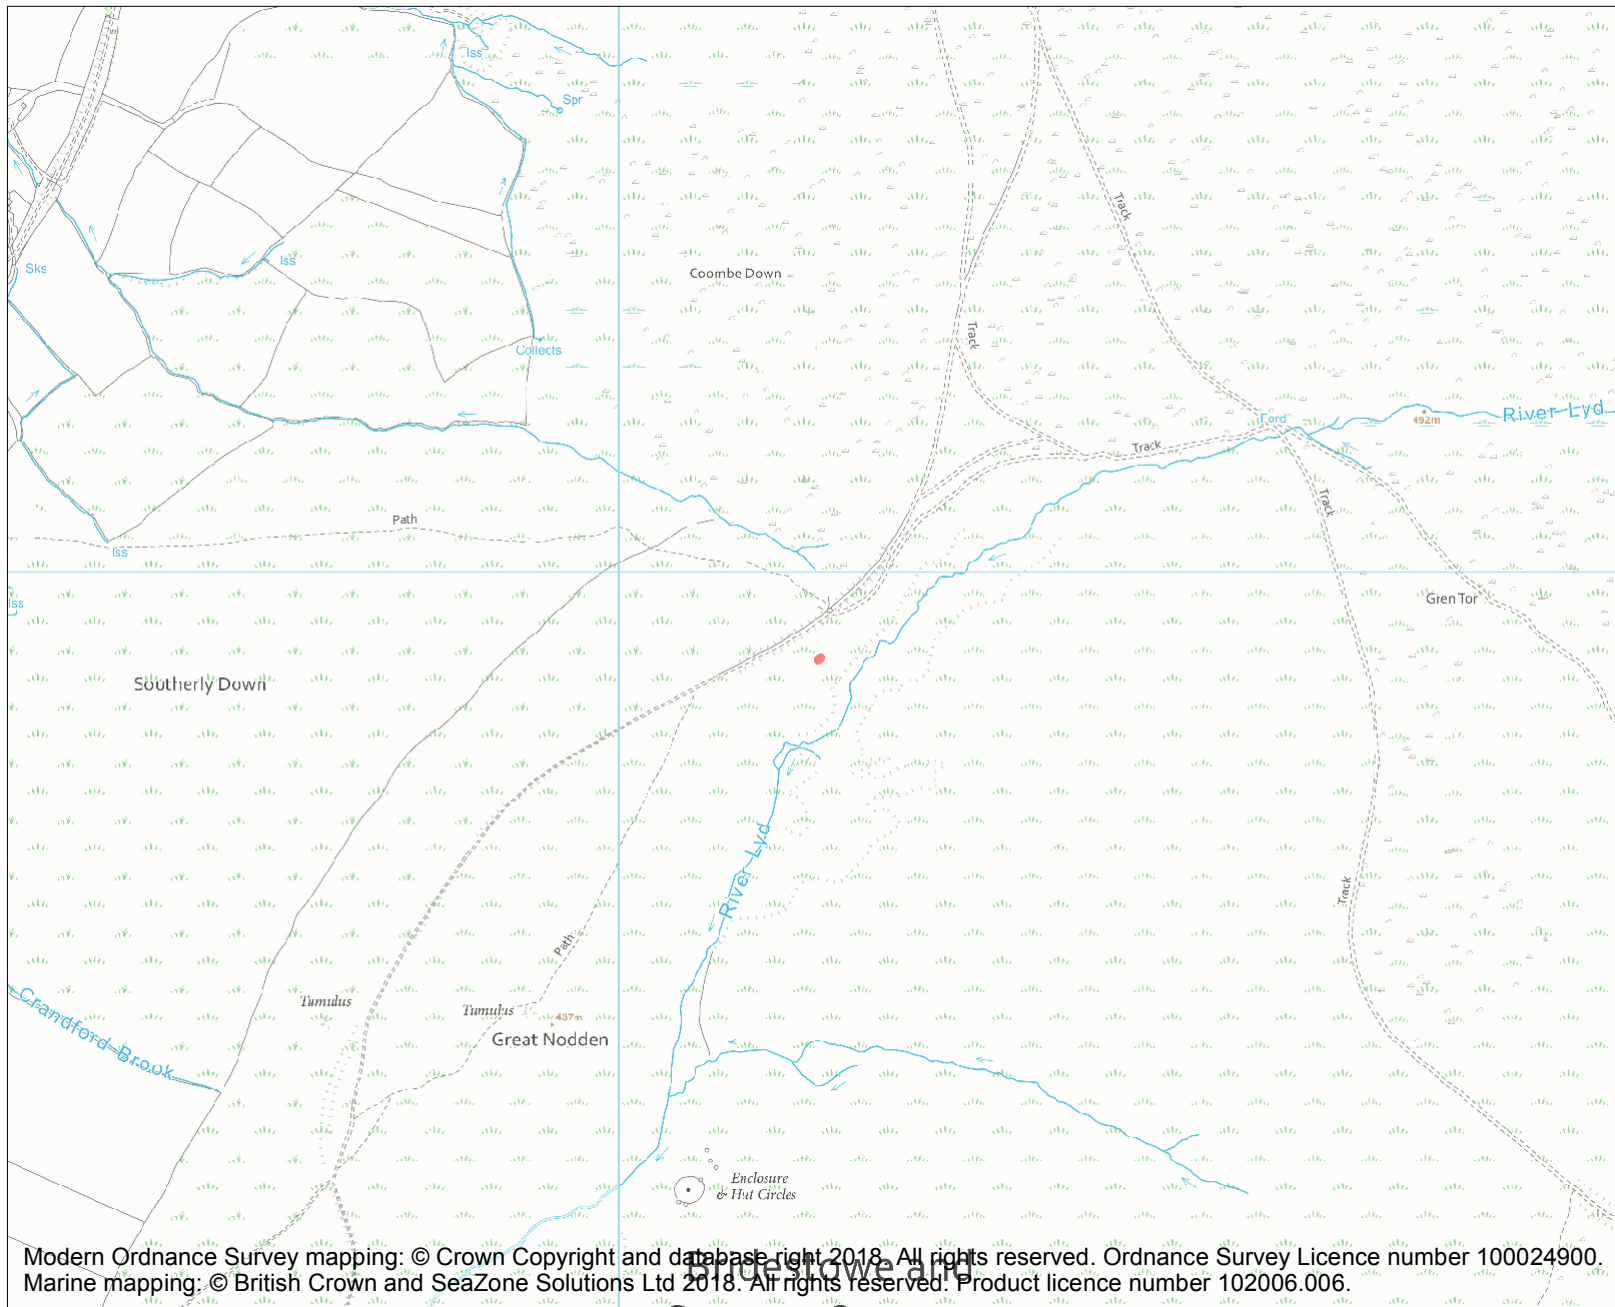 Iss
Spr
Track
Sks
Iss
Coombe Down
Track
Collects
River Lyd
492m
Ford
Track
Track
Path
Iss
Iss
Gren Tor
Southerly Down
River Lyd
Track
Path
Tumulus
Tumulus
437m
Great Nodden
Crandford Brook
Enclosure
& Hut Circles
Bridestowe and
Modern Ordnance Survey mapping: © Crown Copyright and database right 2018. All rights reserved. Ordnance Survey Licence number 100024900.
Marine mapping: © British Crown and SeaZone Solutions Ltd 2018. All rights reserved. Product licence number 102006.006.